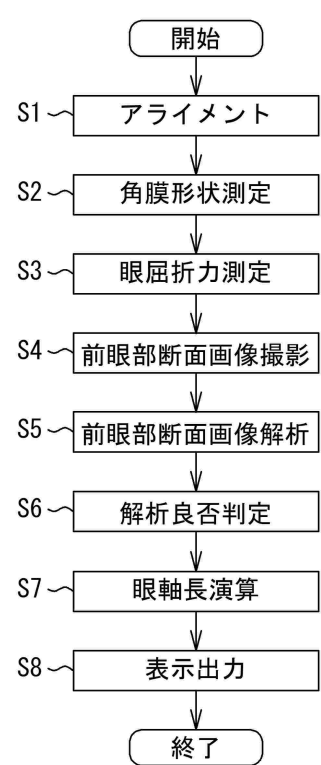 開始
S1 アライメント
S2 角膜形状測定
S3 眼屈折力測定
S4 前眼部断面画像撮影
S5 前眼部断面画像解析
S6 解析良否判定
S7 眼軸長演算
S8 表示出力
終了